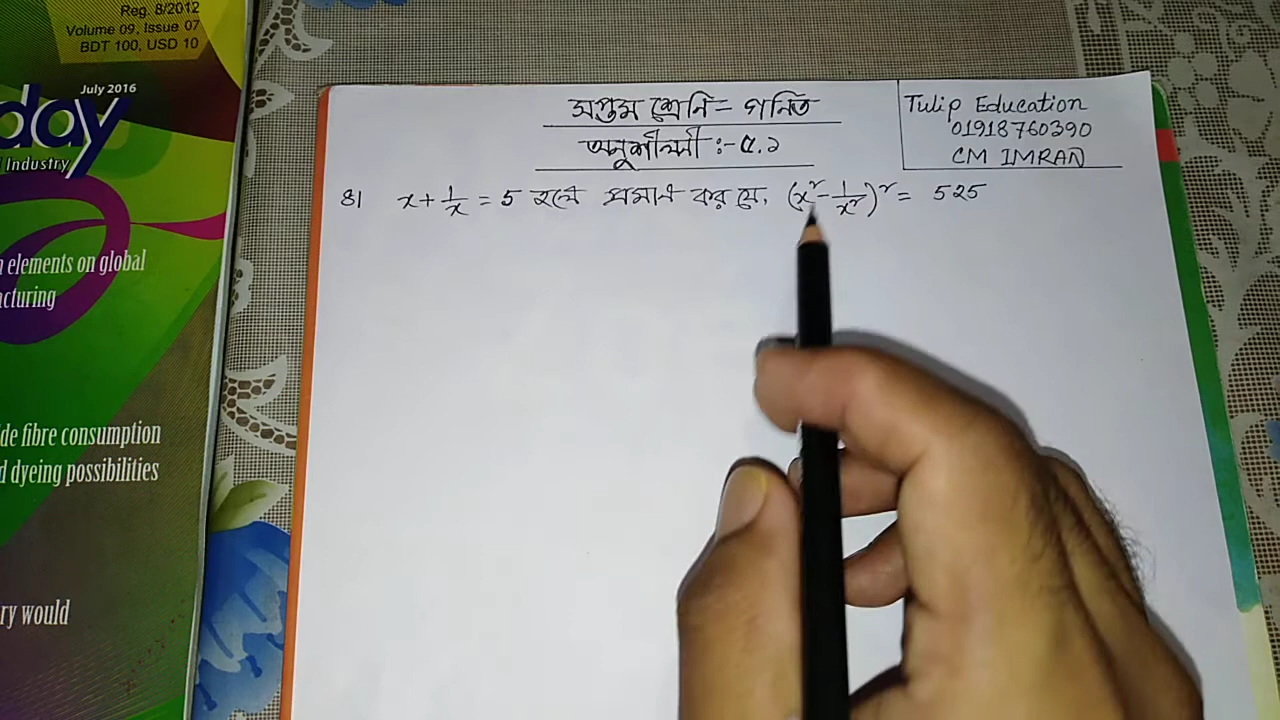 Reg. 8/2012
Volume 09, Issue 07
BDT 100, USD 10
July 2016
day
Industry
elements on global
cturing
de fibre consumption
d dyeing possibilities
ry would
সপ্তম শ্রেনি - গনিত
অনুশীলনী :- ৫.১
Tulip Education
01918760390
CM IMRAN
৪। x + 1/x = 5 হলে প্রমাণ কর যে, (x² - 1/x²)² = 525